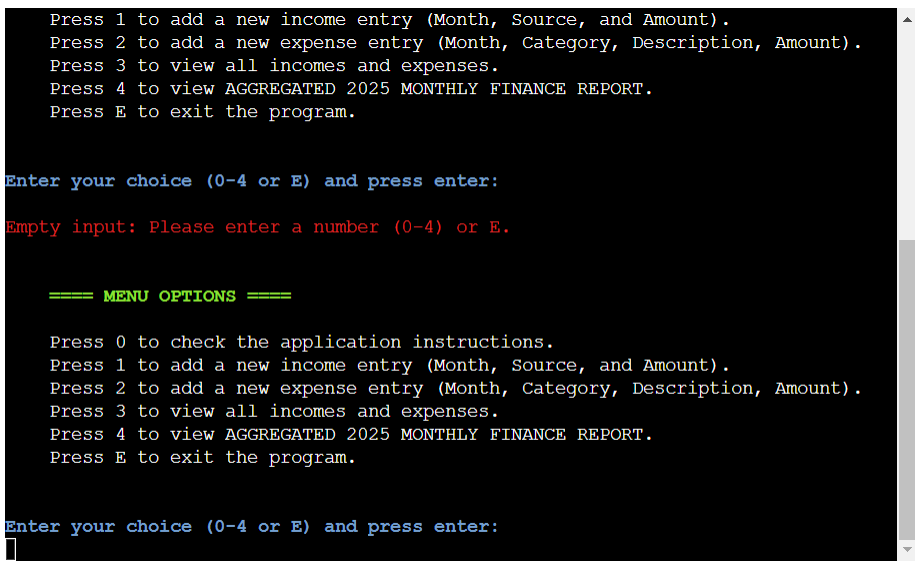 Press 1 to add a new income entry (Month, Source, and Amount).
Press 2 to add a new expense entry (Month, Category, Description, Amount).
Press 3 to view all incomes and expenses.
Press 4 to view AGGREGATED 2025 MONTHLY FINANCE REPORT.
Press E to exit the program.
Enter your choice (0-4 or E) and press enter:
Empty input: Please enter a number (0-4) or E.
==== MENU OPTIONS ====
Press 0 to check the application instructions.
Press 1 to add a new income entry (Month, Source, and Amount).
Press 2 to add a new expense entry (Month, Category, Description, Amount).
Press 3 to view all incomes and expenses.
Press 4 to view AGGREGATED 2025 MONTHLY FINANCE REPORT.
Press E to exit the program.
Enter your choice (0-4 or E) and press enter: